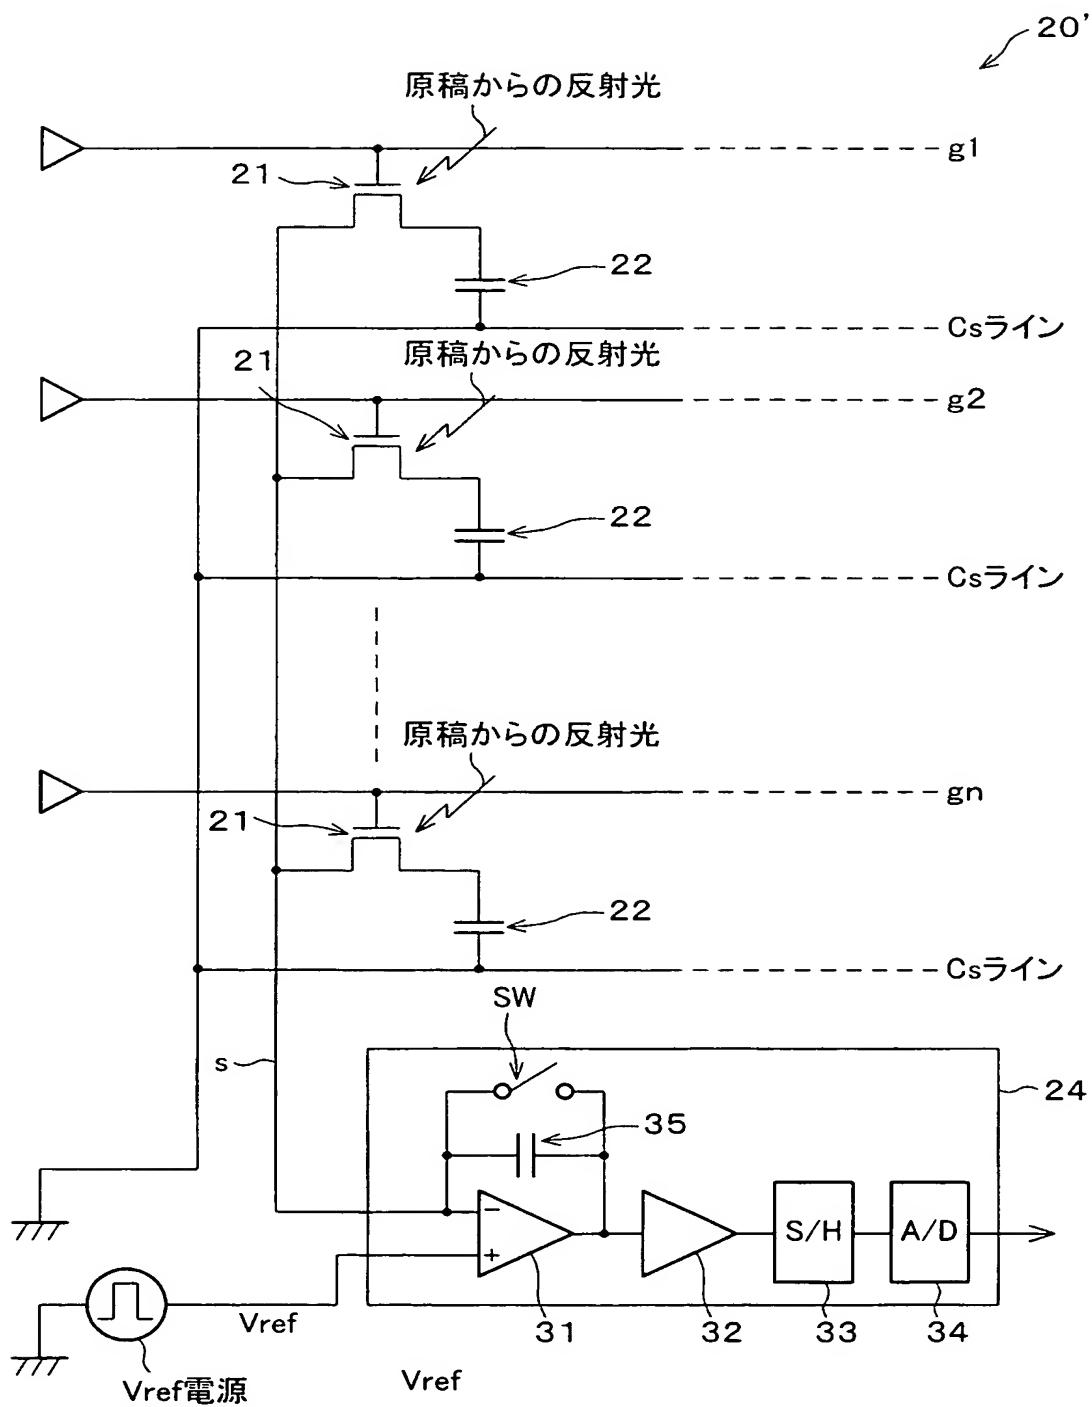 20'
原稿からの反射光
g1
21
22
Csライン
原稿からの反射光
21
g2
22
Csライン
原稿からの反射光
gn
21
22
Csライン
SW
s
24
35
−
S/H
A/D
+
31
32
33
34
Vref
Vref電源
Vref